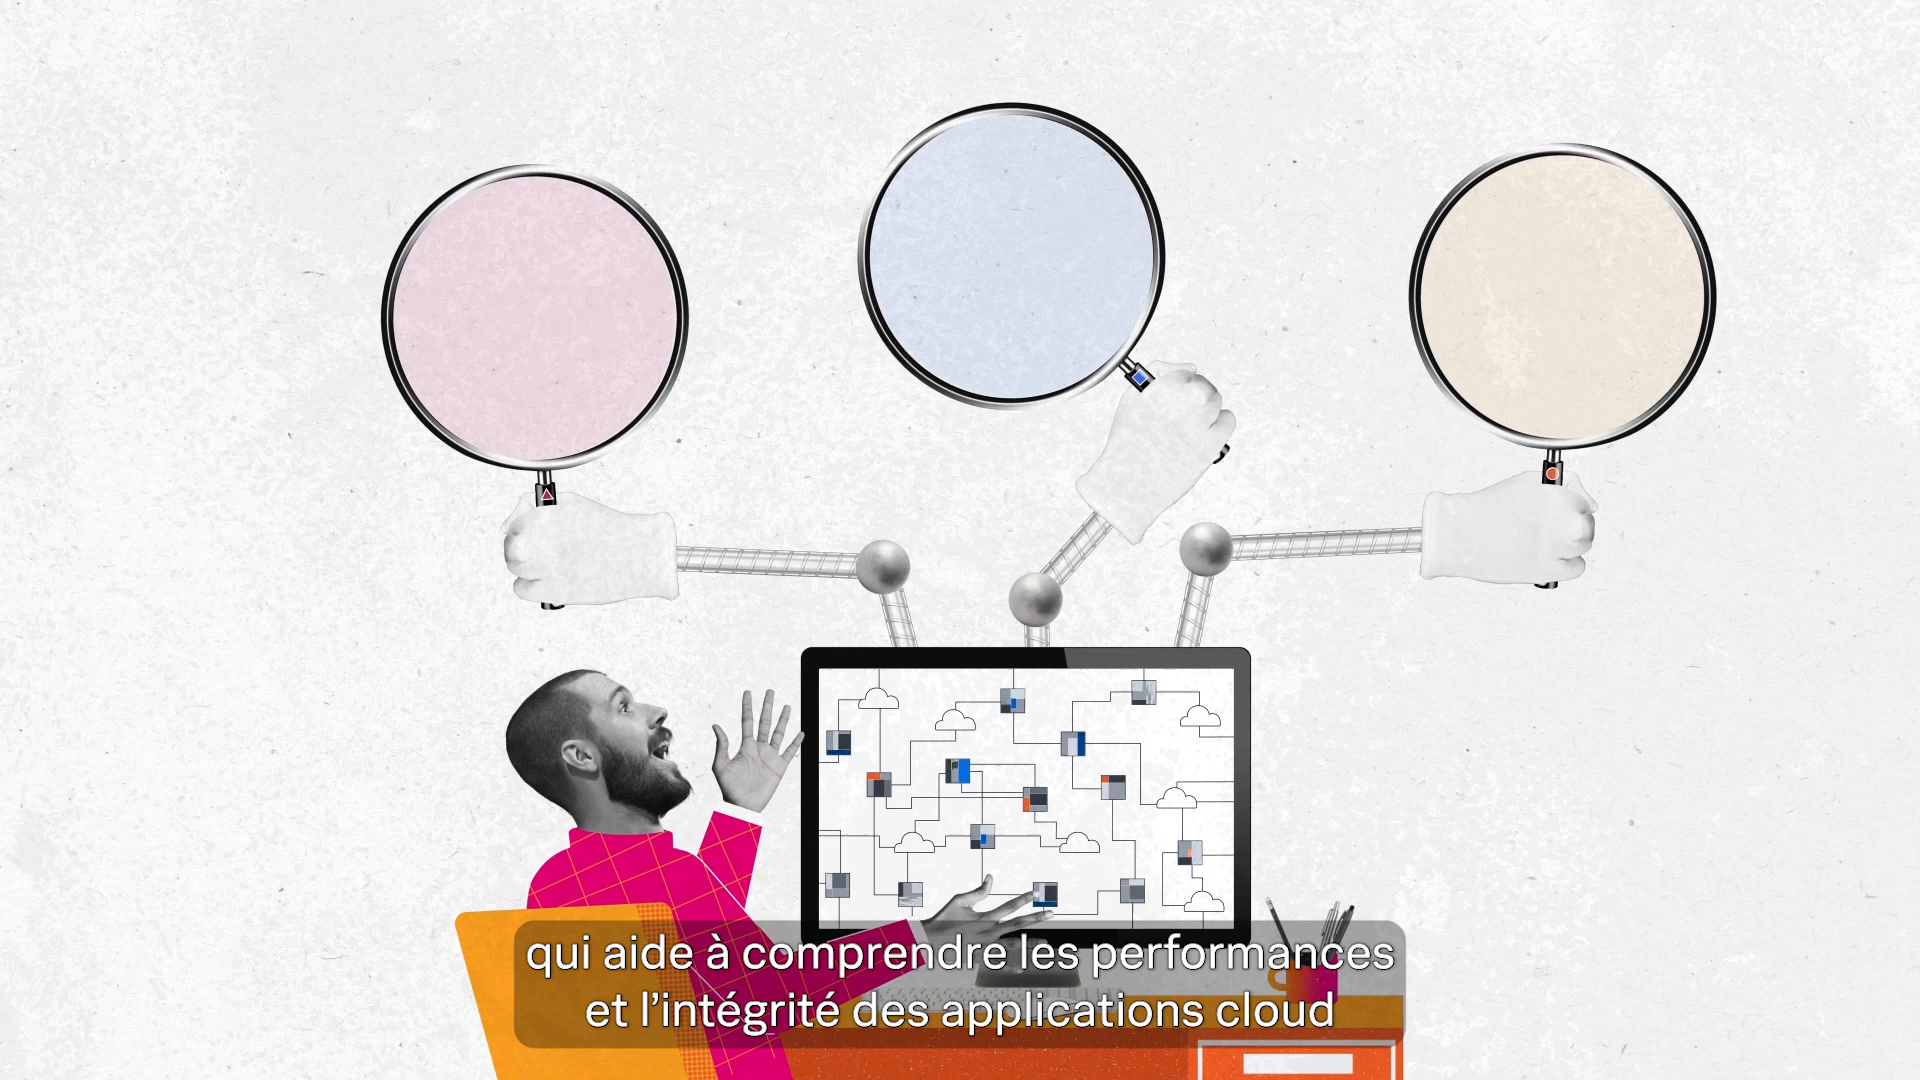 qui aide à comprendre les performances
et l’intégrité des applications cloud